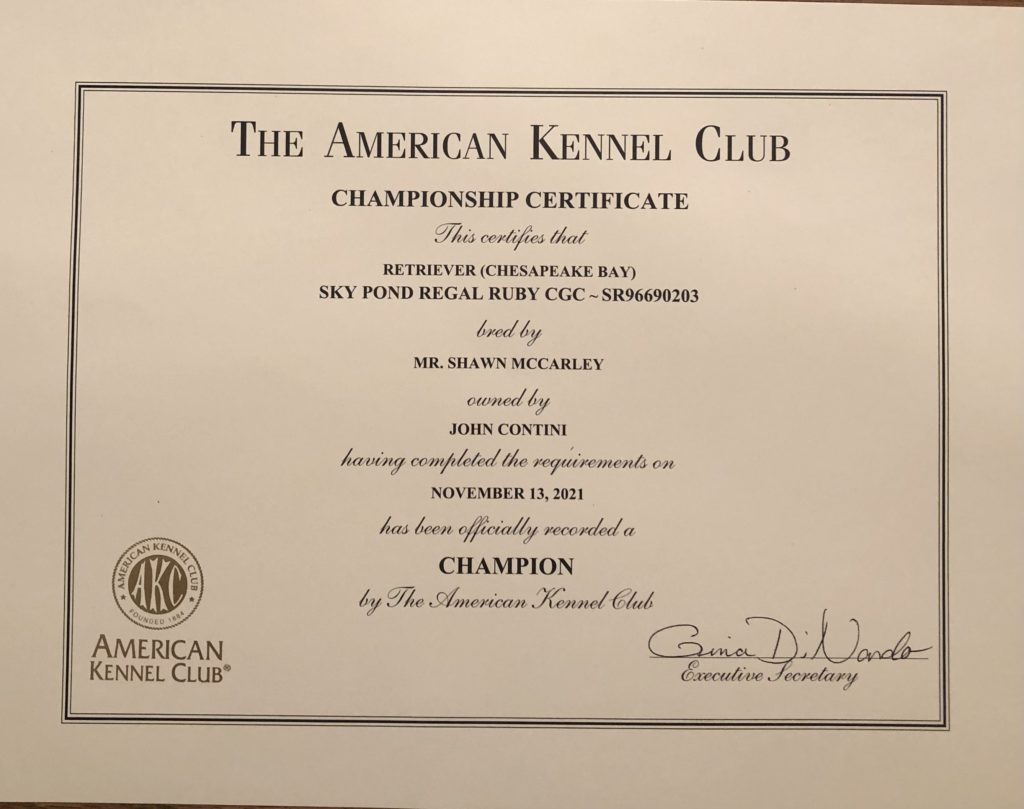 THE AMERICAN KENNEL CLUB
CHAMPIONSHIP CERTIFICATE
This certifies that
RETRIEVER (CHESAPEAKE BAY)
SKY POND REGAL RUBY CGC ~ SR96690203
bred by
MR. SHAWN MCCARLEY
owned by
JOHN CONTINI
having completed the requirements on
NOVEMBER 13, 2021
has been officially recorded a
CHAMPION
by The American Kennel Club
AMERICAN KENNEL CLUB
AKC
FOUNDED 1884
AMERICAN
KENNEL CLUB®
Gina DiNardo
Executive Secretary